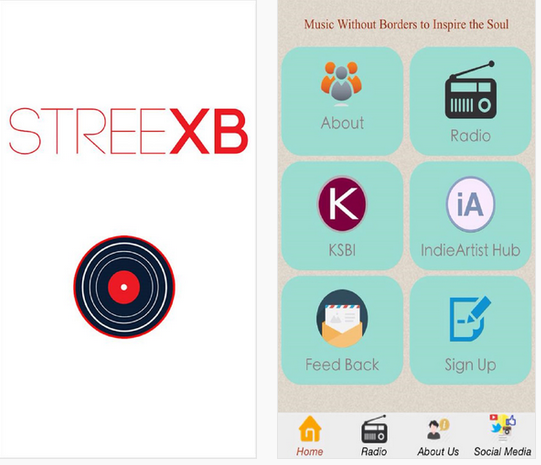 STREEXB
Music Without Borders to Inspire the Soul
About
Radio
K
KSBI
iA
IndieArtist Hub
Feed Back
Sign Up
Home
Radio
About Us
Social Media